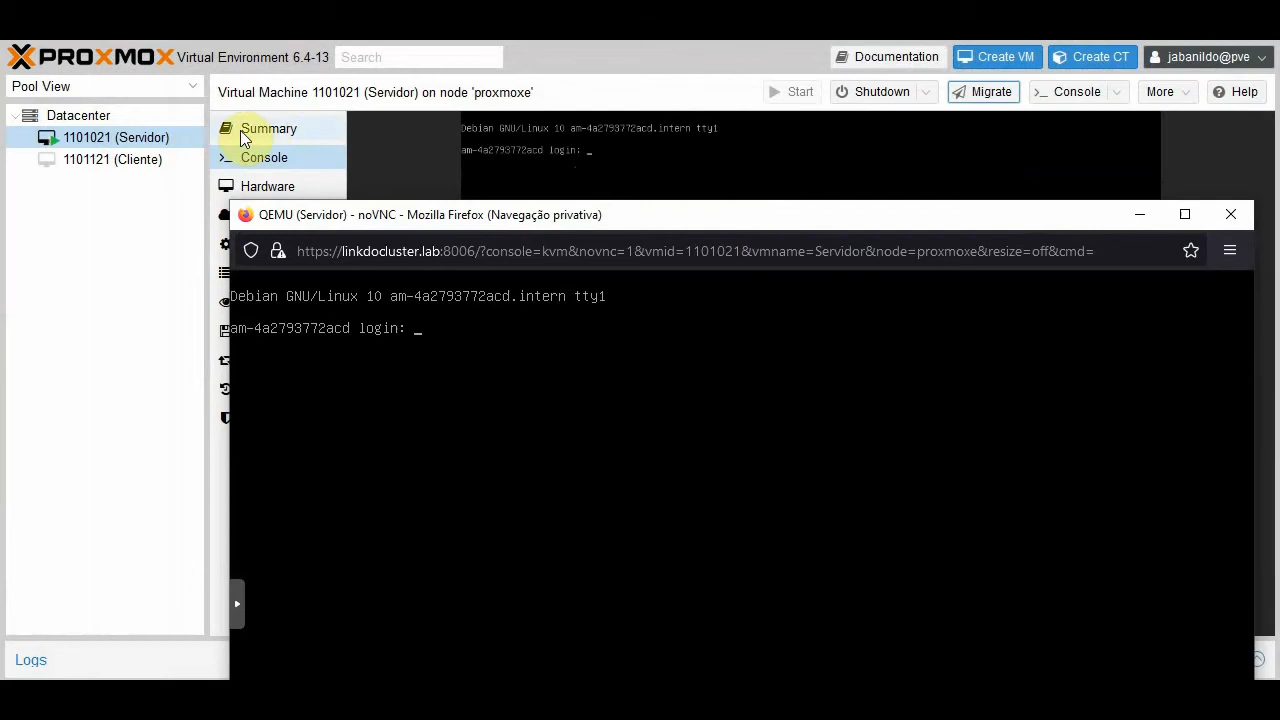 PROXMOX Virtual Environment 6.4-13 Search Documentation Create VM Create CT jabanildo@pve
Pool View
Virtual Machine 1101021 (Servidor) on node 'proxmoxe' Start Shutdown Migrate >_ Console More Help
Datacenter
1101021 (Servidor)
1101121 (Cliente)
Summary
>_ Console
Hardware
Debian GNU/Linux 10 am-4a2793772acd.intern tty1
am-4a2793772acd login: _
QEMU (Servidor) - noVNC - Mozilla Firefox (Navegação privativa)
https://linkdocluster.lab:8006/?console=kvm&novnc=1&vmid=1101021&vmname=Servidor&node=proxmoxe&resize=off&cmd=
Debian GNU/Linux 10 am-4a2793772acd.intern tty1
am-4a2793772acd login: _
Logs